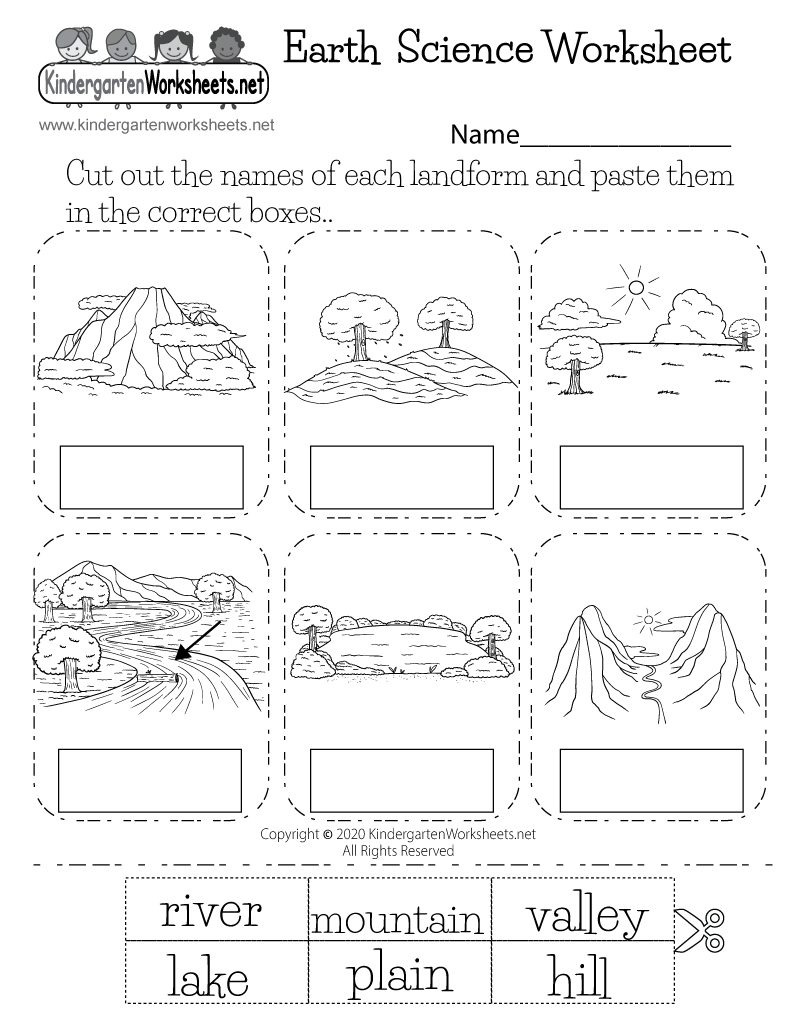 Earth Science Worksheet
KindergartenWorksheets.net
www.kindergartenworksheets.net
Name_______________
Cut out the names of each landform and paste them
in the correct boxes..
Copyright © 2020 KindergartenWorksheets.net
All Rights Reserved
river mountain valley
lake plain hill